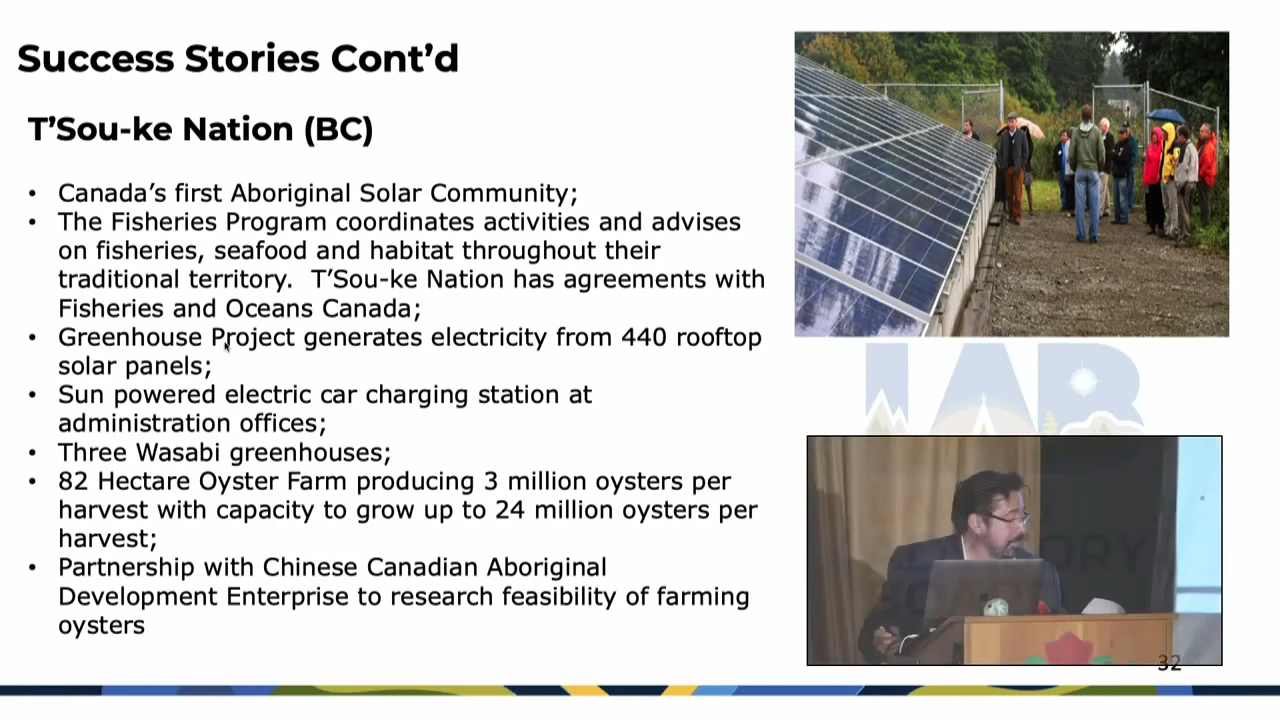 Success Stories Cont’d
T’Sou-ke Nation (BC)
• Canada’s first Aboriginal Solar Community;
• The Fisheries Program coordinates activities and advises
on fisheries, seafood and habitat throughout their
traditional territory.  T’Sou-ke Nation has agreements with
Fisheries and Oceans Canada;
• Greenhouse Project generates electricity from 440 rooftop
solar panels;
• Sun powered electric car charging station at
administration offices;
• Three Wasabi greenhouses;
• 82 Hectare Oyster Farm producing 3 million oysters per
harvest with capacity to grow up to 24 million oysters per
harvest;
• Partnership with Chinese Canadian Aboriginal
Development Enterprise to research feasibility of farming
oysters
IAB
32